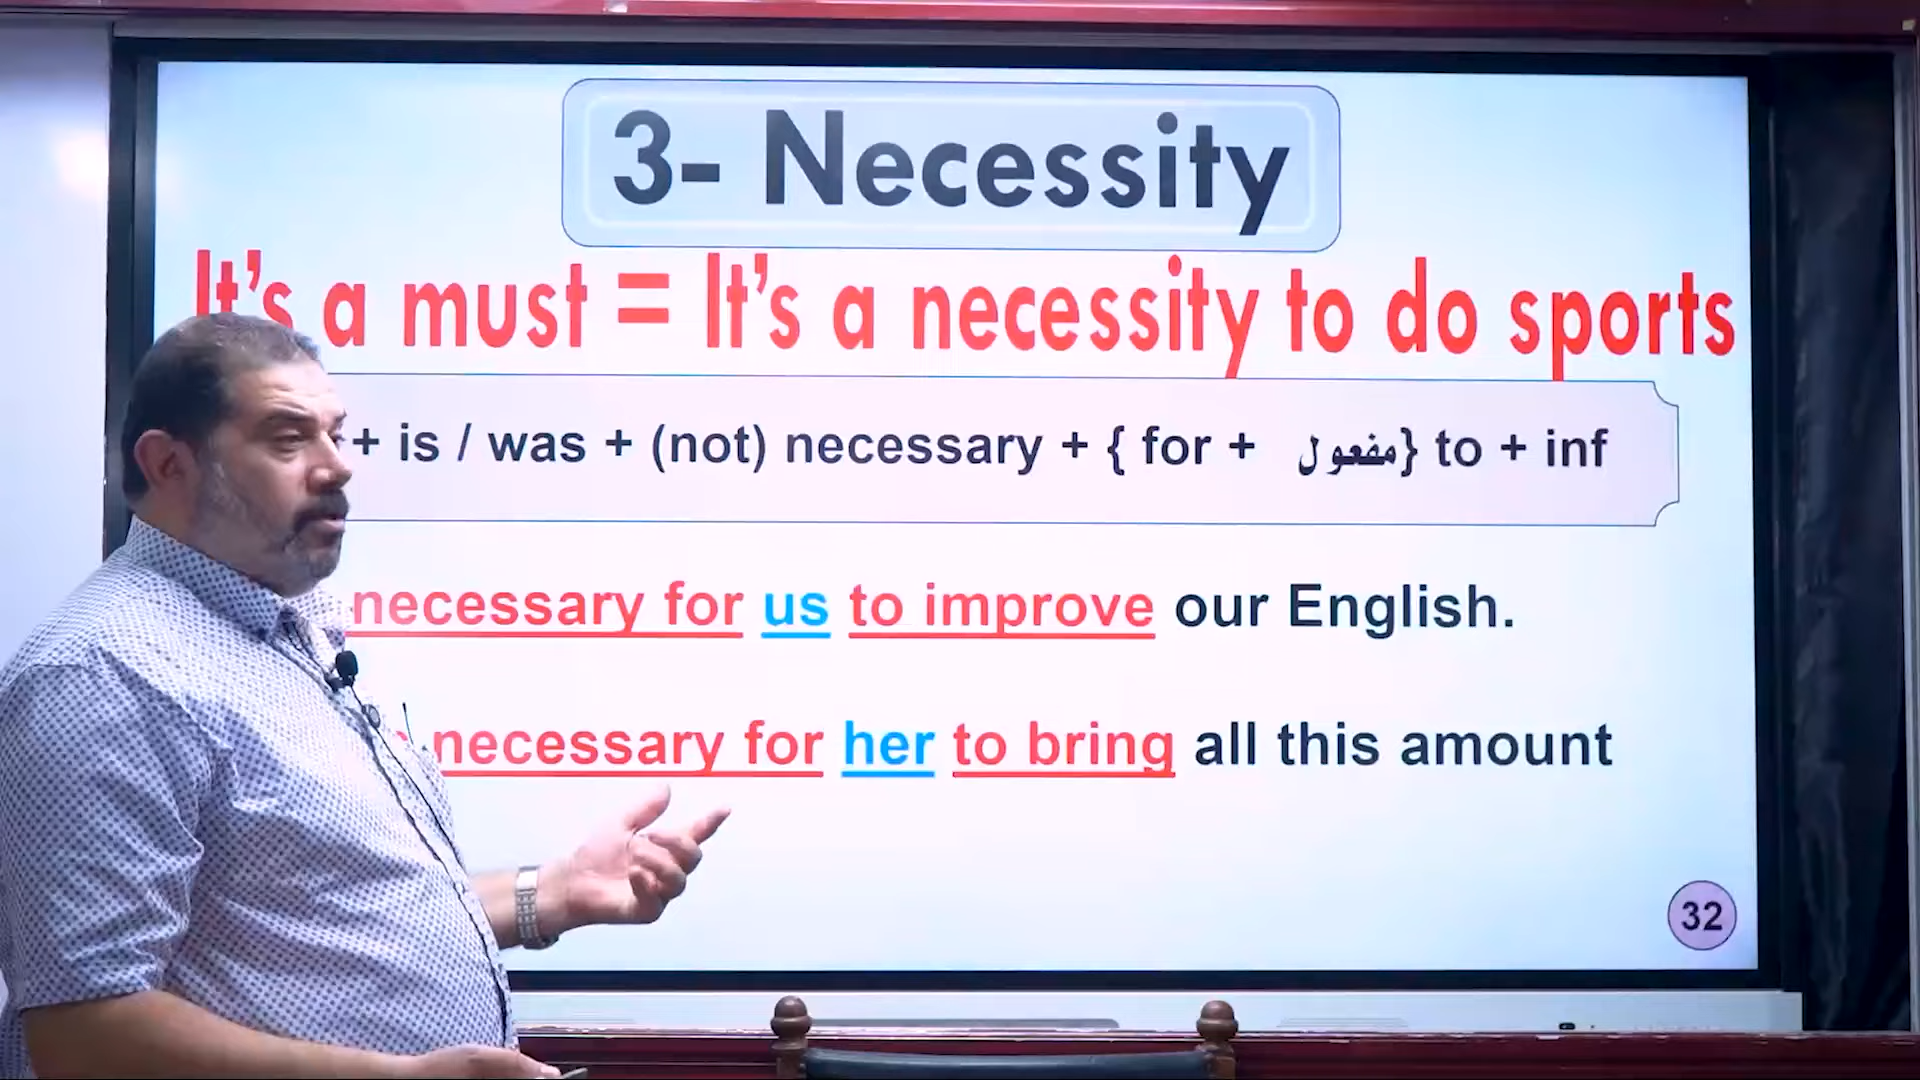 3- Necessity
It's a must = It's a necessity to do sports
+ is / was + (not) necessary + { for + مفعول } to + inf
necessary for us to improve our English.
necessary for her to bring all this amount
32